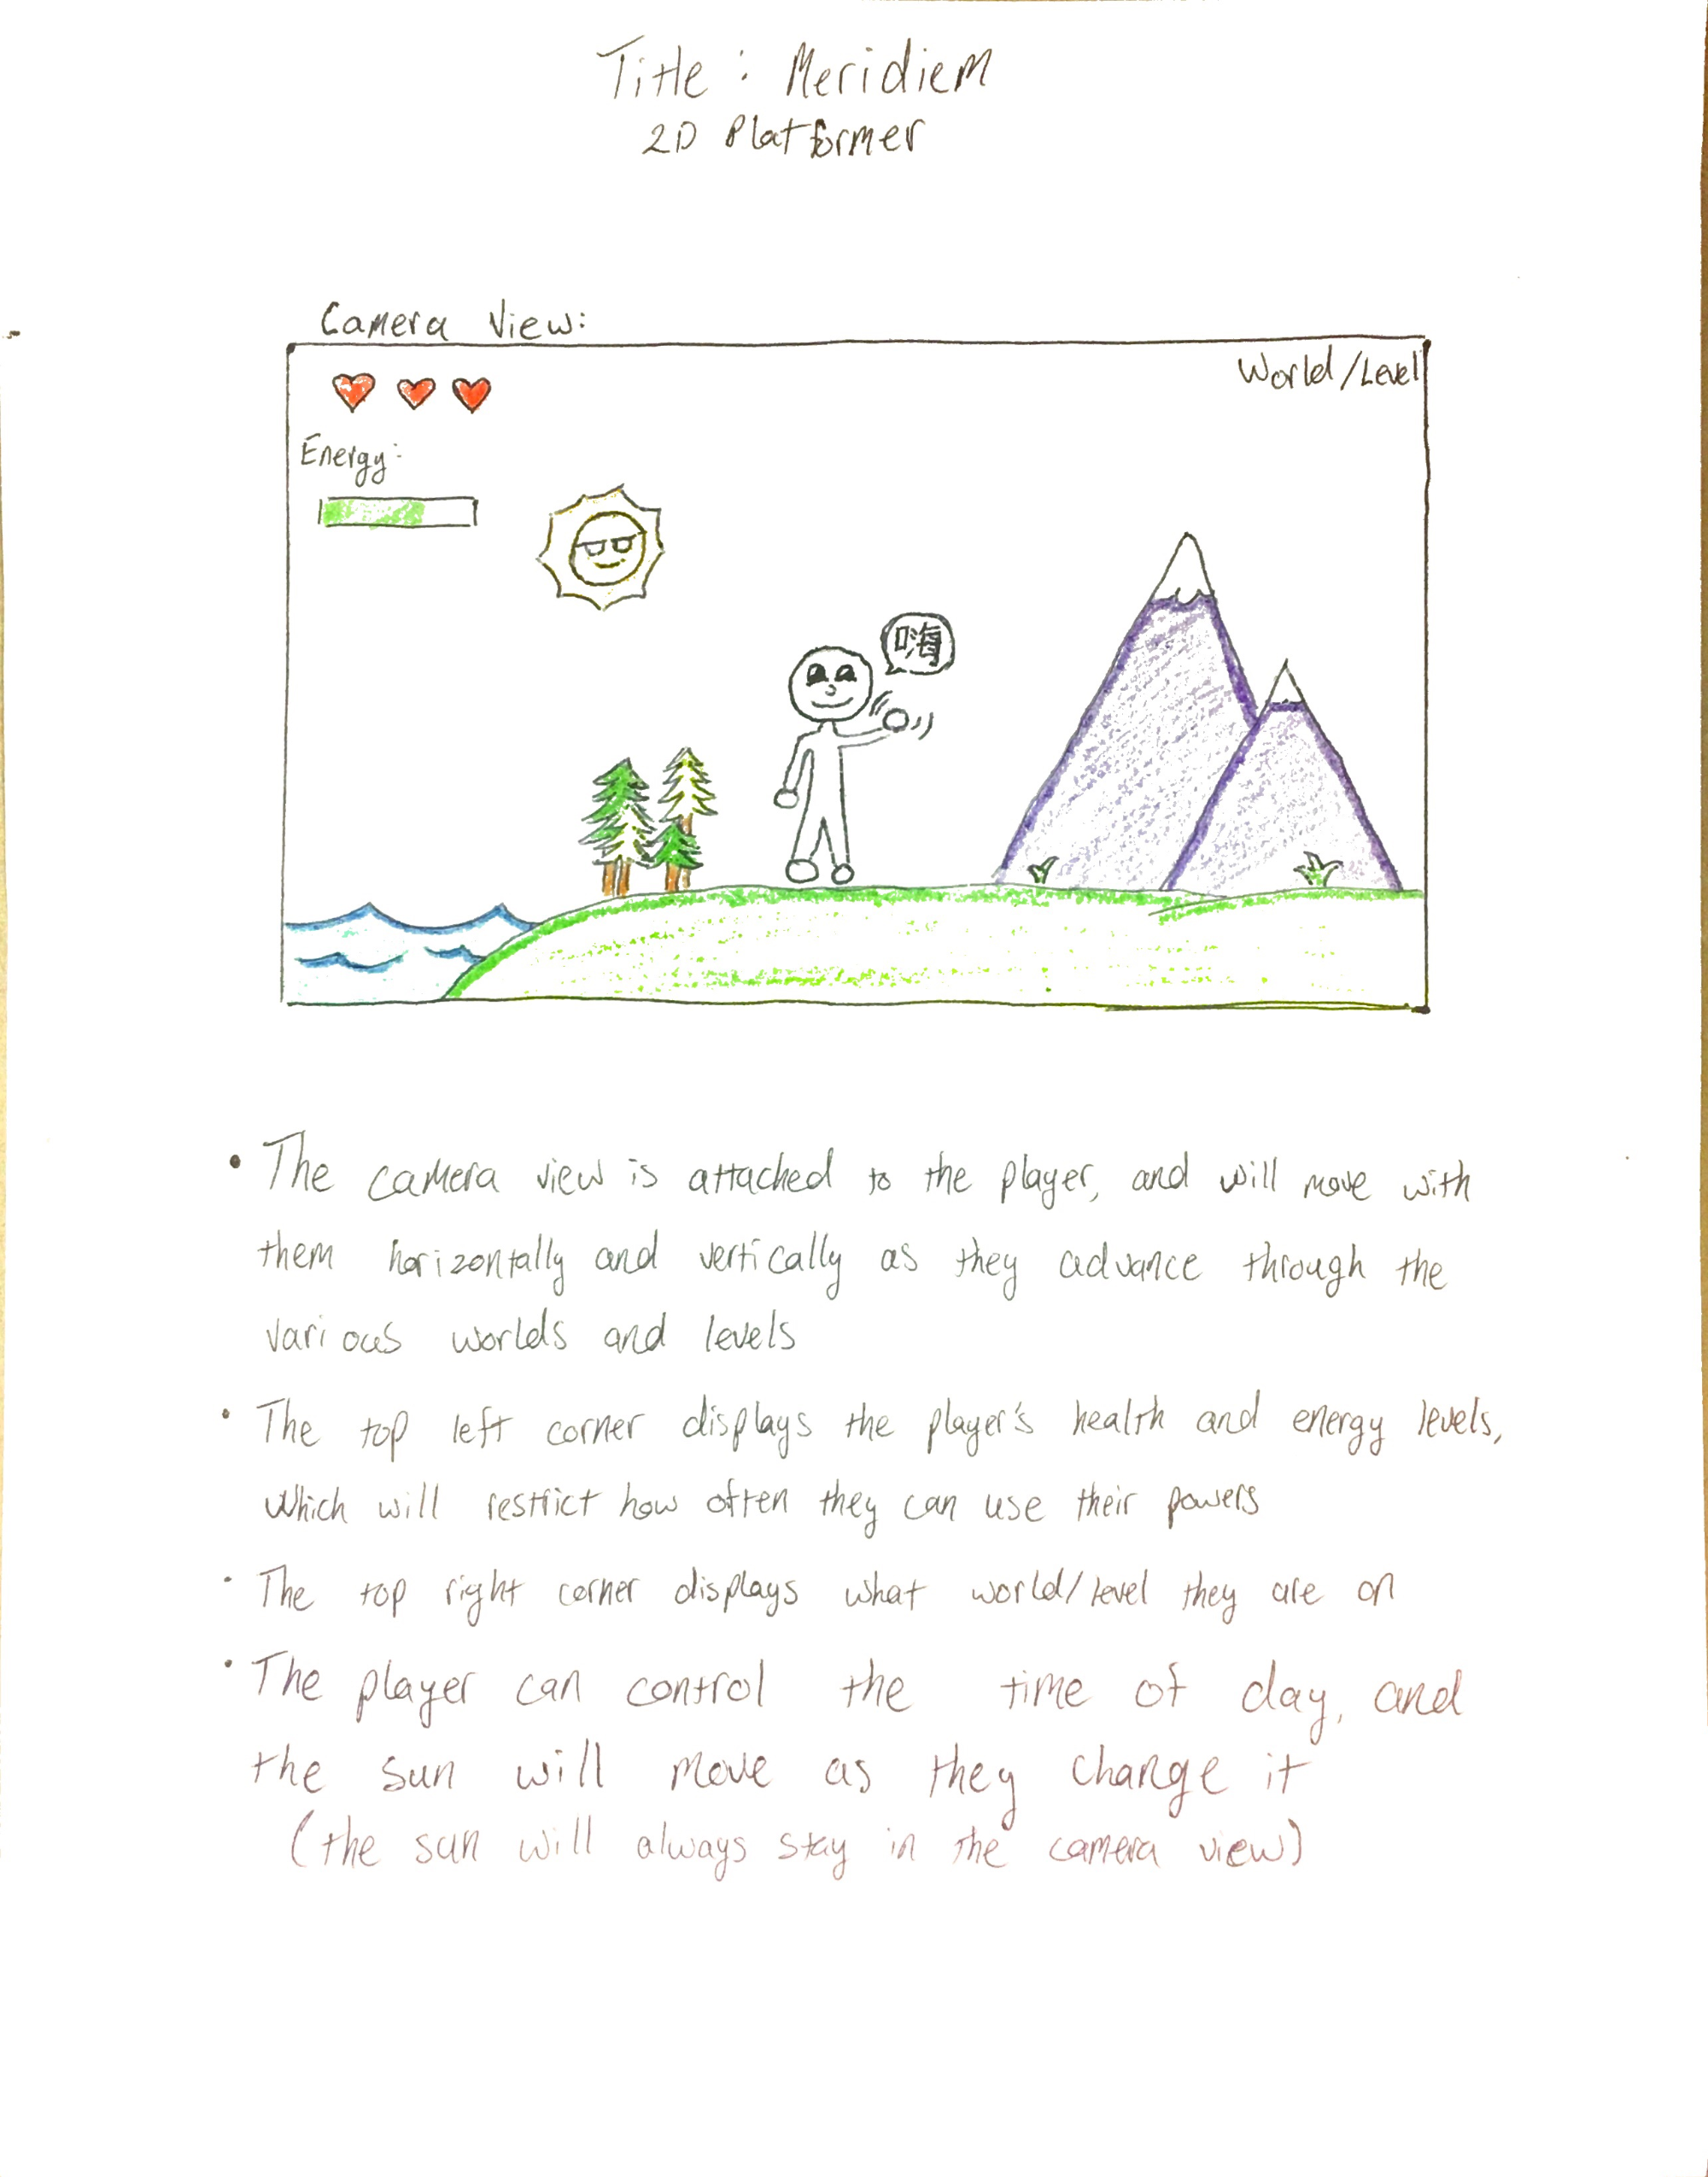 Title: Meridiem
2D Platformer
Camera View:
World/Level
Energy:
嗨
• The camera view is attached to the player, and will move with
them horizontally and vertically as they advance through the
various worlds and levels
• The top left corner displays the player's health and energy levels,
which will restrict how often they can use their powers
• The top right corner displays what world/level they are on
• The player can control the time of day, and
the sun will move as they change it
(the sun will always stay in the camera view)